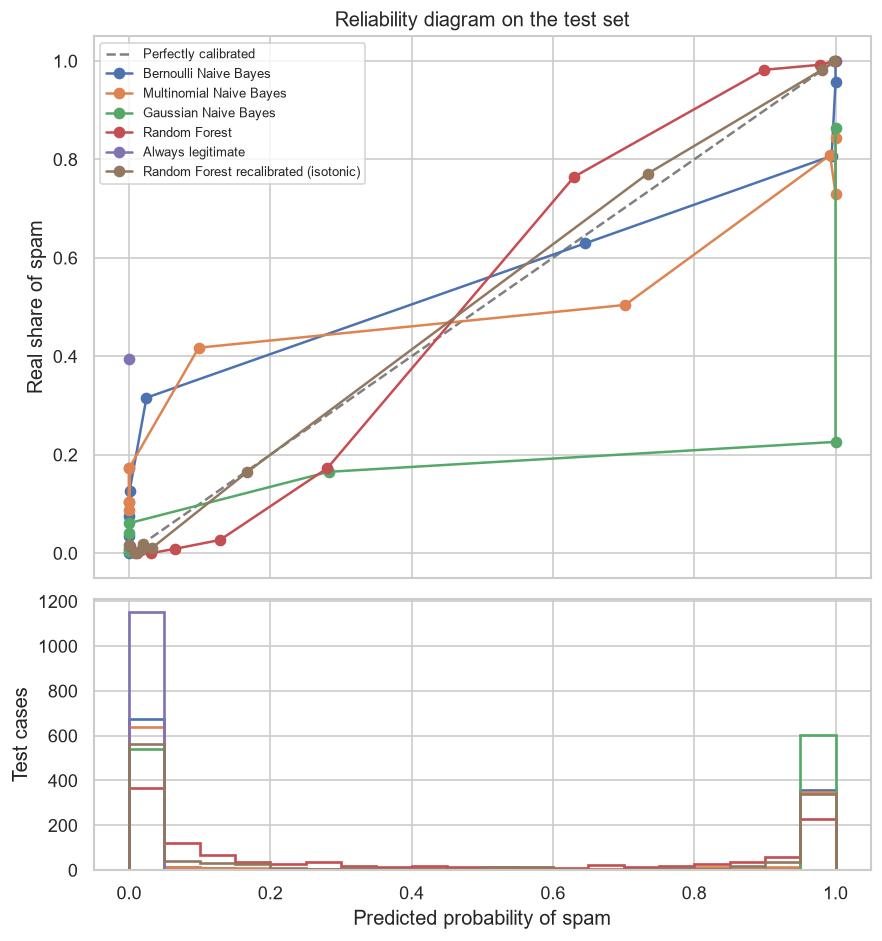 Reliability diagram on the test set
Perfectly calibrated
Bernoulli Naive Bayes
Multinomial Naive Bayes
Gaussian Naive Bayes
Random Forest
Always legitimate
Random Forest recalibrated (isotonic)
1.0
0.8
0.6
0.4
0.2
0.0
Real share of spam
1200
1000
800
600
400
200
0
Test cases
0.0 0.2 0.4 0.6 0.8 1.0
Predicted probability of spam